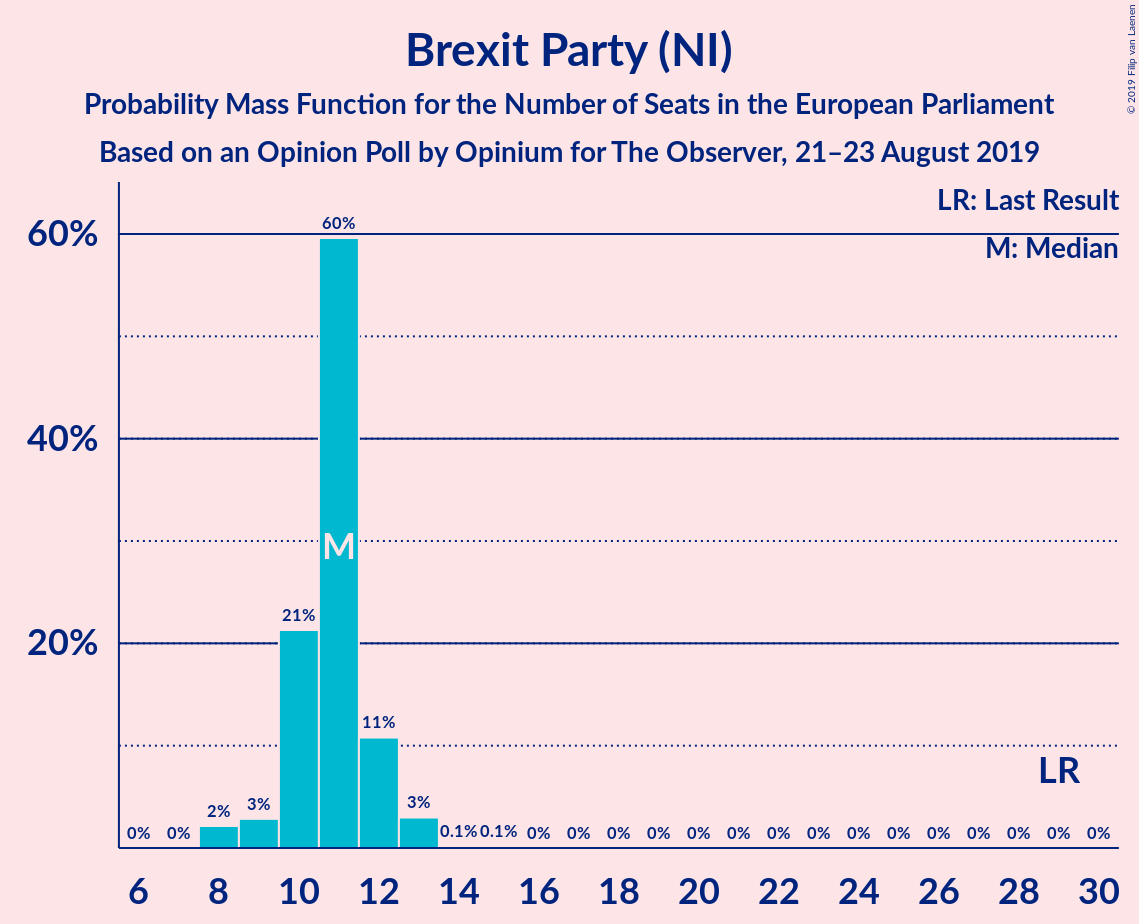 Brexit Party (NI)
Probability Mass Function for the Number of Seats in the European Parliament
Based on an Opinion Poll by Opinium for The Observer, 21–23 August 2019
© 2019 Filip van Laenen
LR: Last Result
M: Median
60%
40%
20%
0% 0% 2% 3% 21% 60% 11% 3% 0.1% 0.1% 0% 0% 0% 0% 0% 0% 0% 0% 0% 0% 0% 0% 0% 0% 0%
M
LR
6 8 10 12 14 16 18 20 22 24 26 28 30